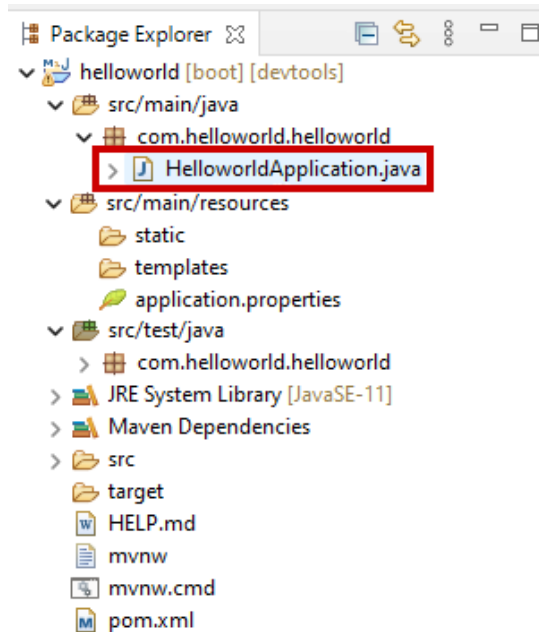 Package Explorer
helloworld [boot] [devtools]
src/main/java
com.helloworld.helloworld
HelloworldApplication.java
src/main/resources
static
templates
application.properties
src/test/java
com.helloworld.helloworld
JRE System Library [JavaSE-11]
Maven Dependencies
src
target
HELP.md
mvnw
mvnw.cmd
pom.xml